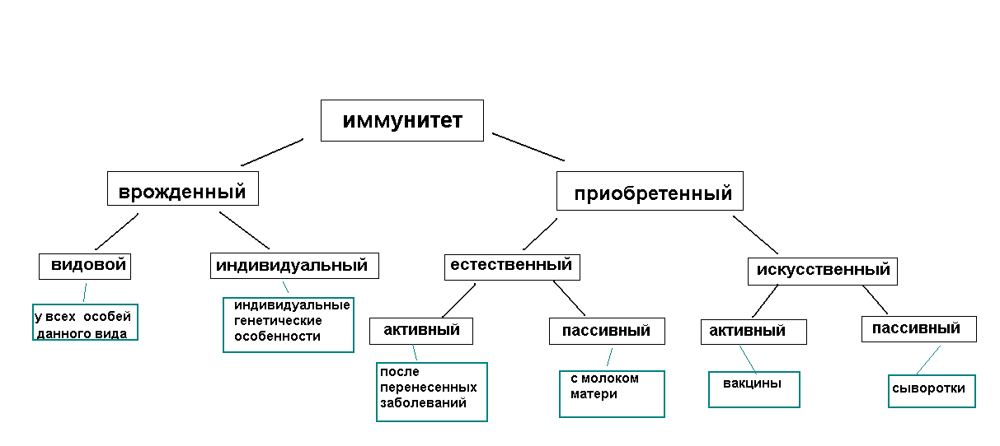 иммунитет
врожденный
приобретенный
видовой
индивидуальный
естественный
искусственный
у всех особей
данного вида
индивидуальные
генетические
особенности
активный
пассивный
активный
пассивный
после
перенесенных
заболеваний
с молоком
матери
вакцины
сыворотки